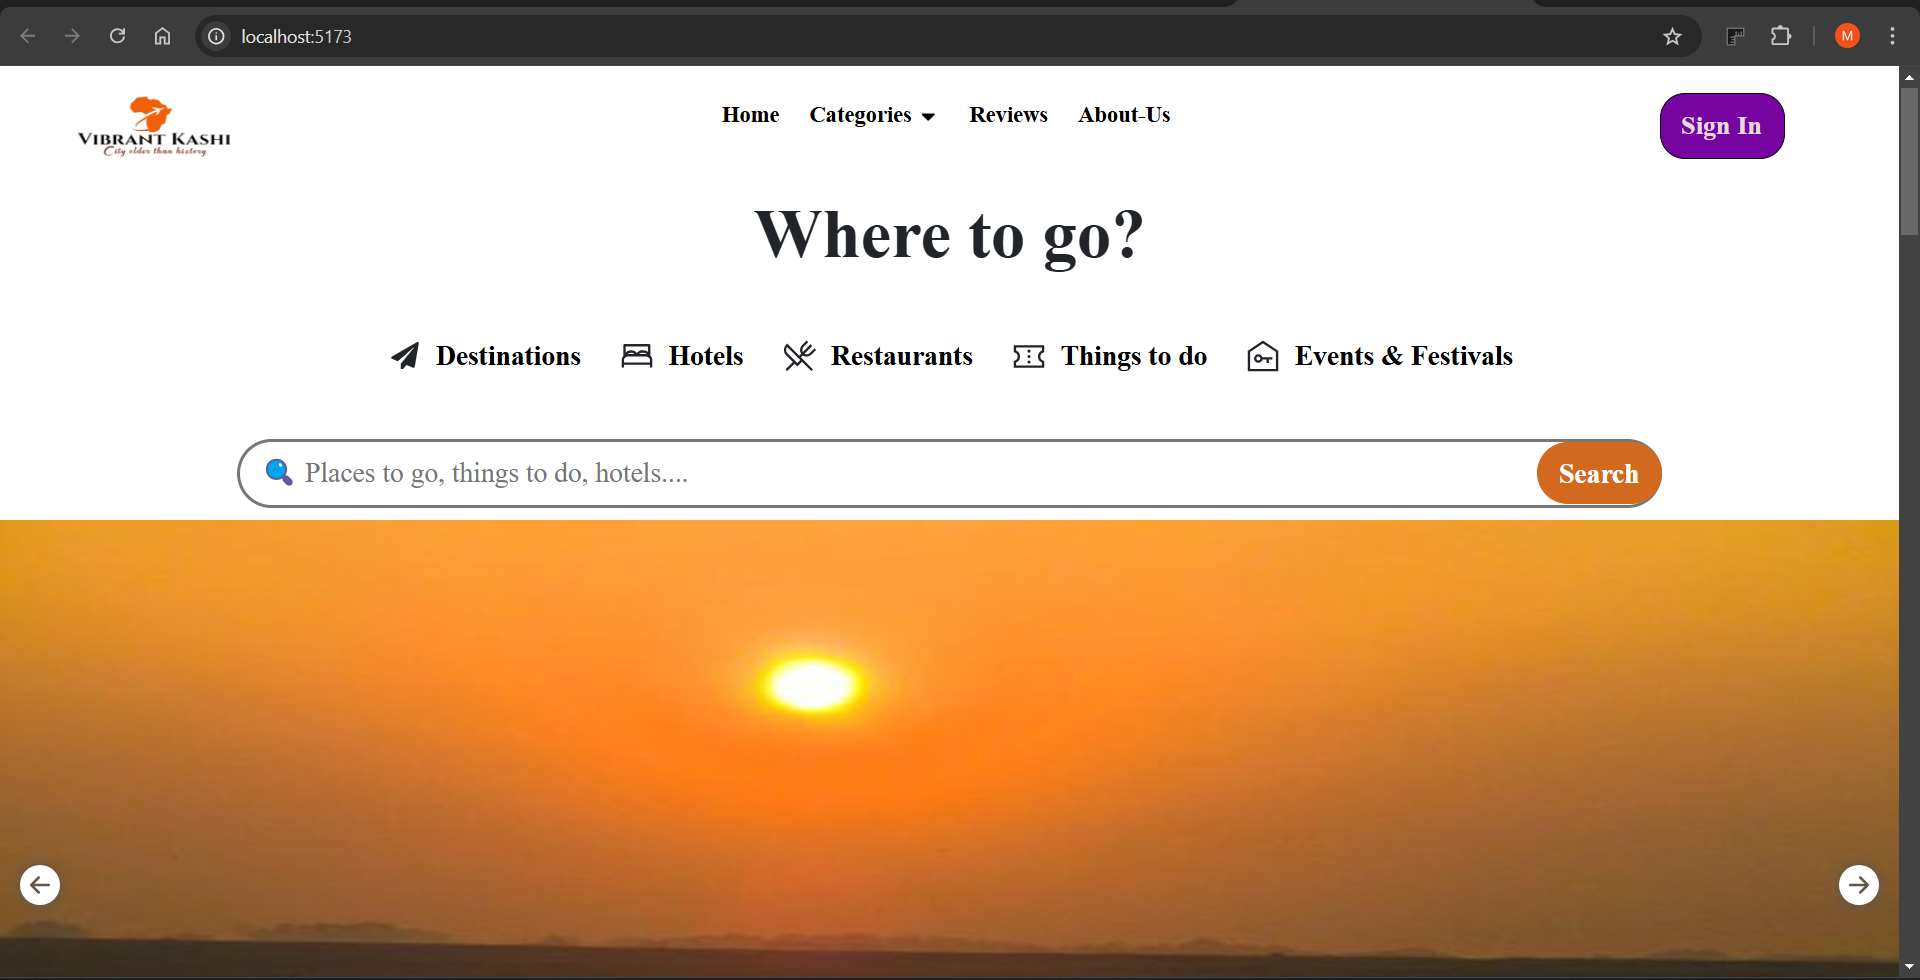 localhost:5173
M
VIBRANT KASHI
City older than history
Home Categories Reviews About-Us
Sign In
Where to go?
Destinations Hotels Restaurants Things to do Events & Festivals
Places to go, things to do, hotels....
Search